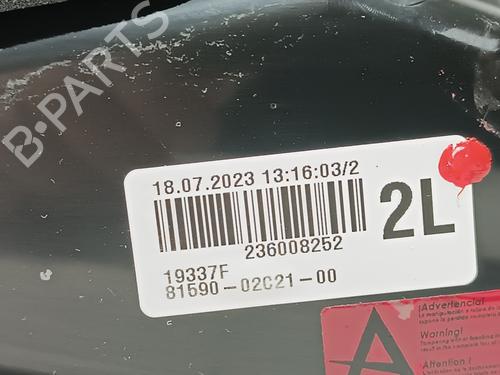 B-PARTS
18.07.2023 13:16:03/2
2L
236008252
19337F
81590-02C21-00
¡Advertencia!
Warning!
Attention !
A